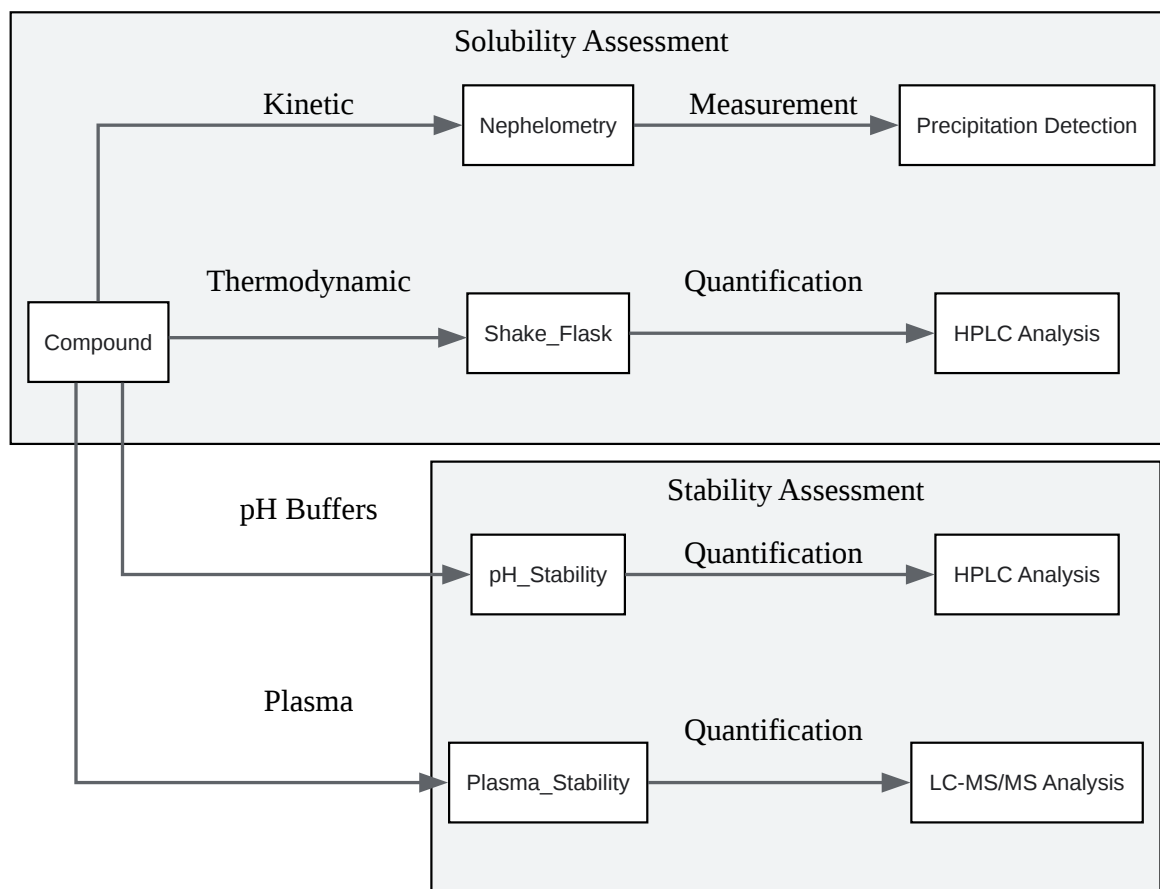 Solubility Assessment
Kinetic
Nephelometry
Measurement
Precipitation Detection
Thermodynamic
Quantification
Compound
Shake_Flask
HPLC Analysis
Stability Assessment
pH Buffers
pH_Stability
Quantification
HPLC Analysis
Plasma
Quantification
Plasma_Stability
LC-MS/MS Analysis